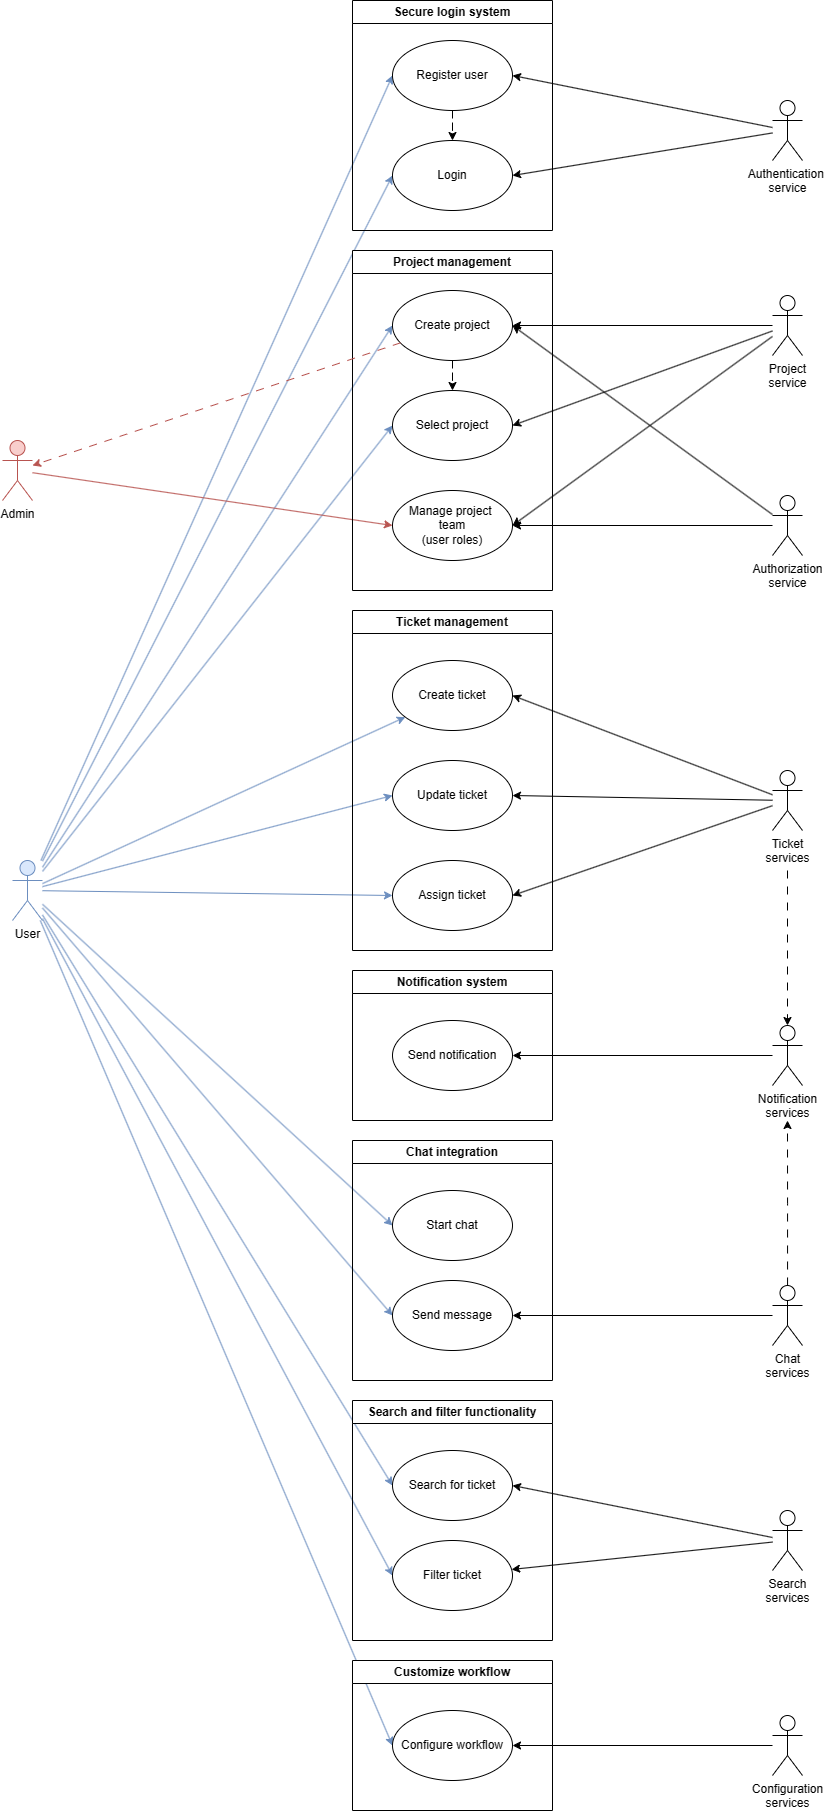 Secure login system
Register user
Login
Authentication
service
Project management
Create project
Select project
Manage project
team
(user roles)
Project
service
Admin
Authorization
service
Ticket management
Create ticket
Update ticket
Assign ticket
Ticket
services
User
Notification system
Send notification
Notification
services
Chat integration
Start chat
Send message
Chat
services
Search and filter functionality
Search for ticket
Filter ticket
Search
services
Customize workflow
Configure workflow
Configuration
services